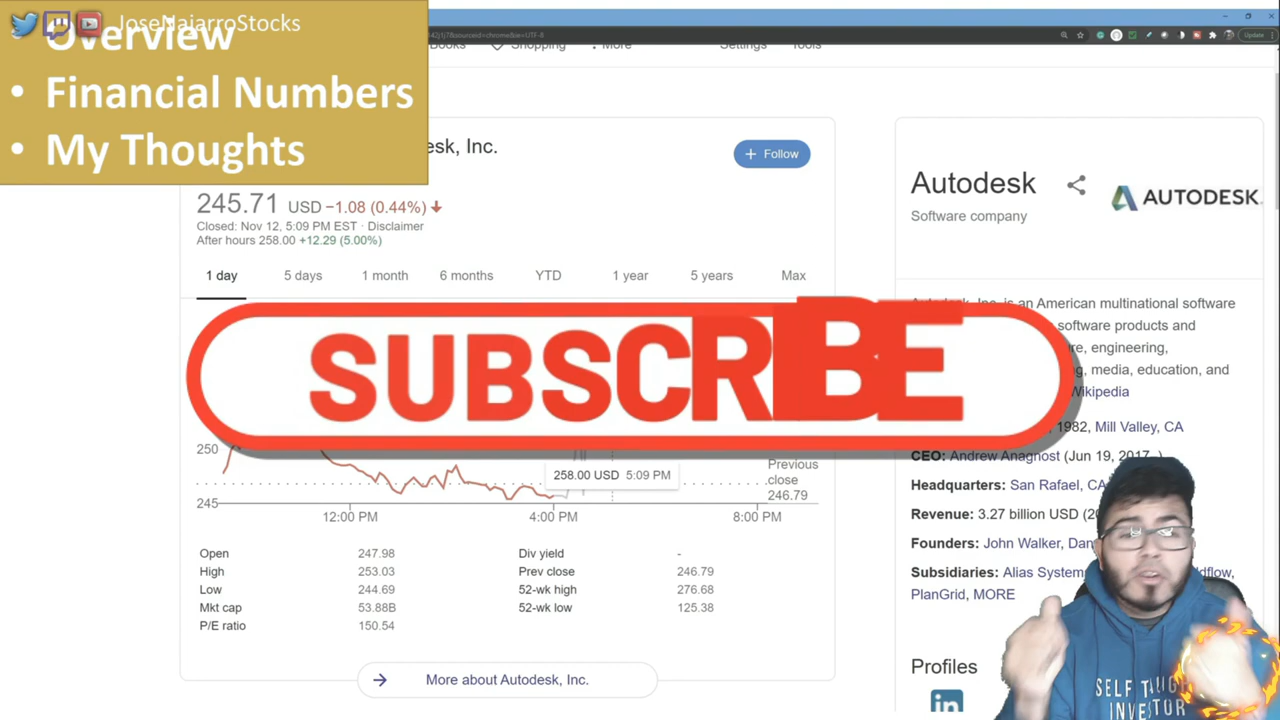 JoseNajarroStocks
Overview
• Financial Numbers
• My Thoughts
Books
Shopping
More
Settings
Tools
Update
esk, Inc.
+ Follow
245.71 USD −1.08 (0.44%)
Closed: Nov 12, 5:09 PM EST · Disclaimer
After hours 258.00 +12.29 (5.00%)
1 day
5 days
1 month
6 months
YTD
1 year
5 years
Max
SUBSCRIBE
250
245
258.00 USD 5:09 PM
Previous
close
246.79
12:00 PM
4:00 PM
8:00 PM
Open 247.98
High 253.03
Low 244.69
Mkt cap 53.88B
P/E ratio 150.54
Div yield -
Prev close 246.79
52-wk high 276.68
52-wk low 125.38
More about Autodesk, Inc.
Autodesk
Software company
AUTODESK.
Autodesk, Inc. is an American multinational software
software products and
engineering,
media, education, and
Wikipedia
1982, Mill Valley, CA
CEO: Andrew Anagnost (Jun 19, 2017–)
Headquarters: San Rafael, CA
Revenue: 3.27 billion USD
Founders: John Walker,
Subsidiaries: Alias
PlanGrid, MORE
Profiles
in
SELF TAUGHT
INVESTOR